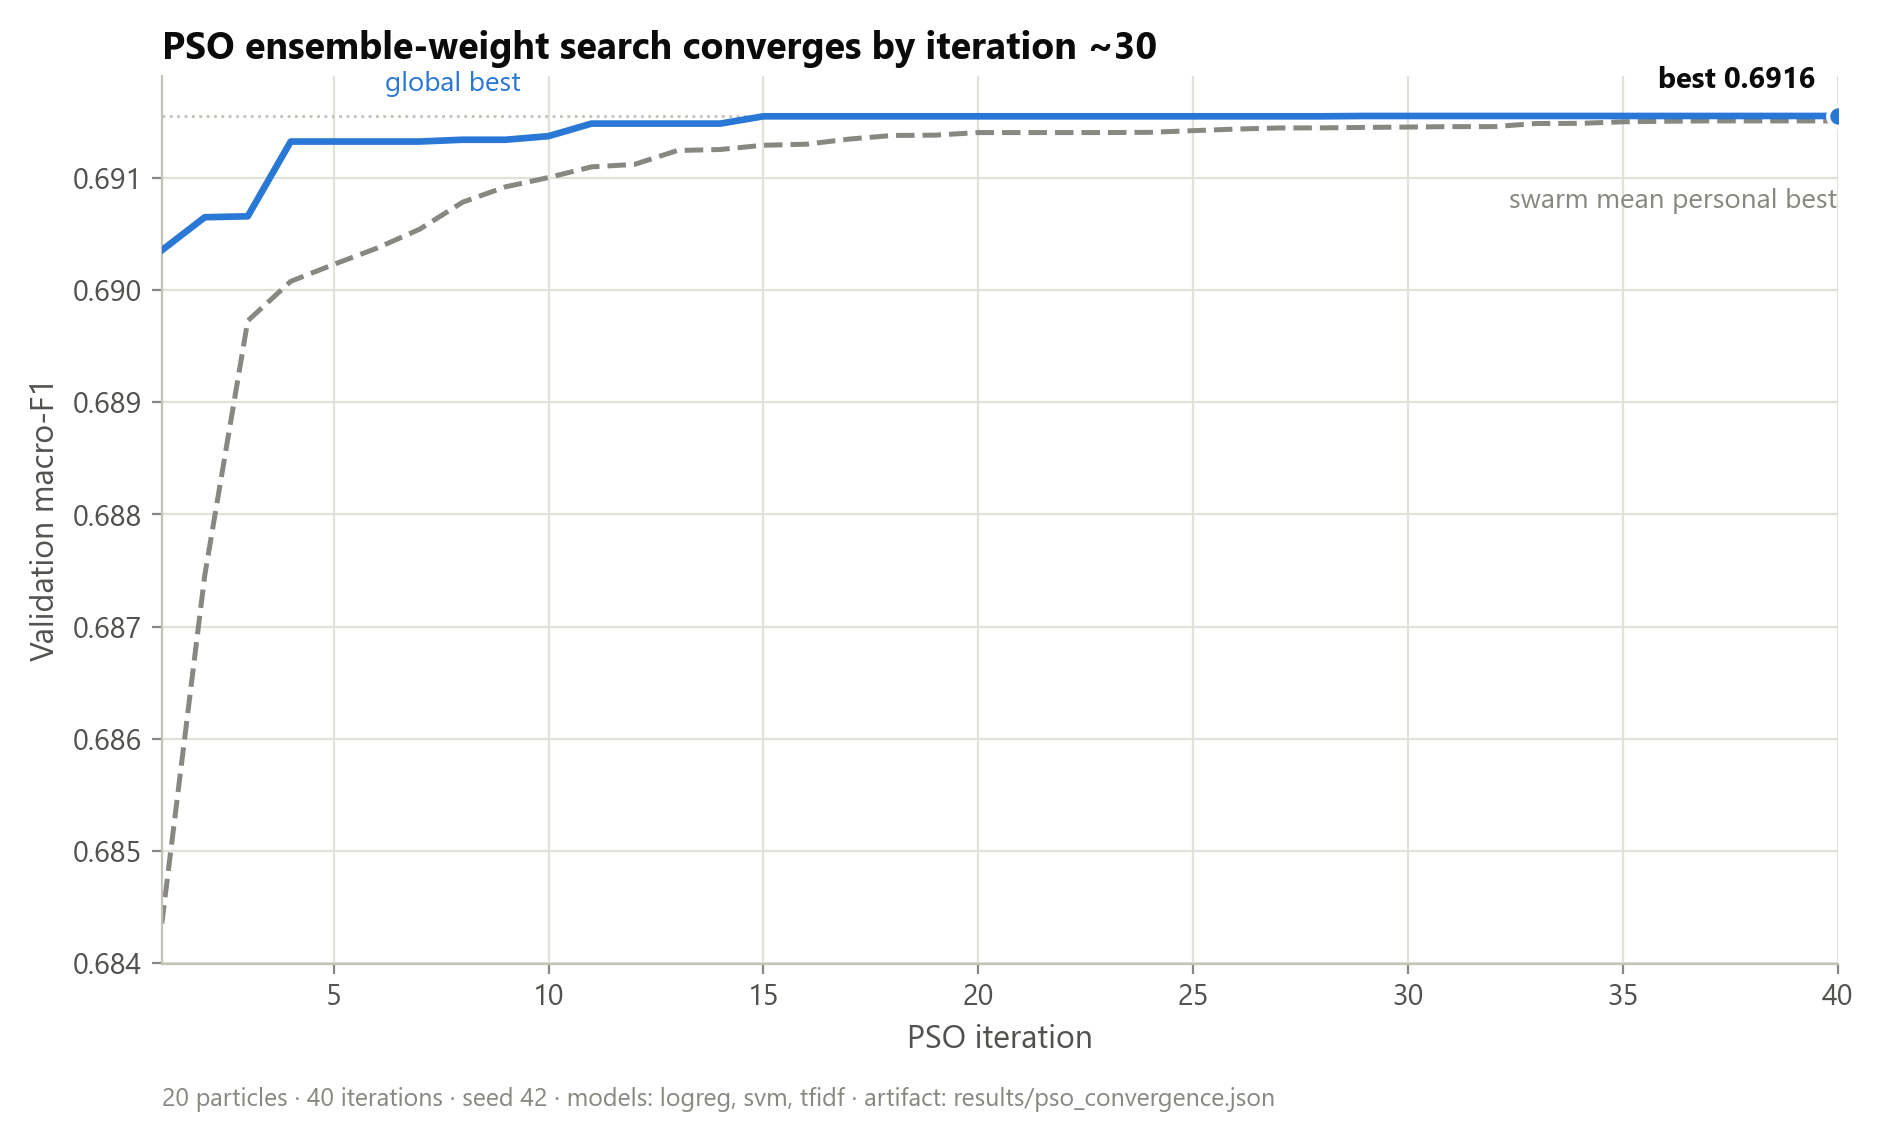 PSO ensemble-weight search converges by iteration ~30
global best
best 0.6916
swarm mean personal best
Validation macro-F1
0.691
0.690
0.689
0.688
0.687
0.686
0.685
0.684
5 10 15 20 25 30 35 40
PSO iteration
20 particles · 40 iterations · seed 42 · models: logreg, svm, tfidf · artifact: results/pso_convergence.json